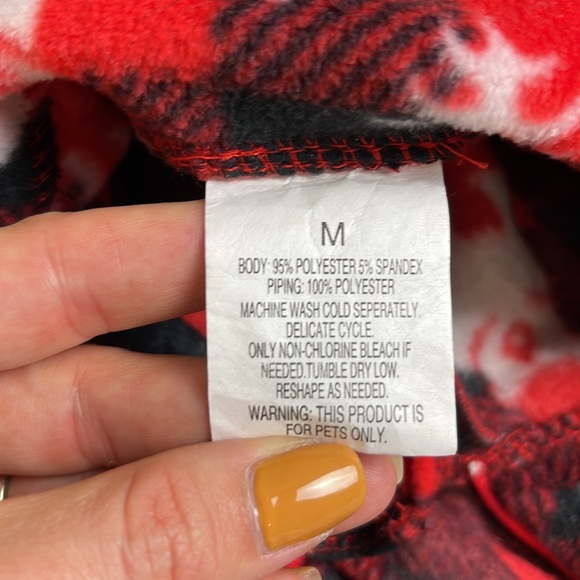 M
BODY: 95% POLYESTER 5% SPANDEX
PIPING: 100% POLYESTER
MACHINE WASH COLD SEPERATELY.
DELICATE CYCLE.
ONLY NON-CHLORINE BLEACH IF
NEEDED.TUMBLE DRY LOW.
RESHAPE AS NEEDED.
WARNING: THIS PRODUCT IS
FOR PETS ONLY.